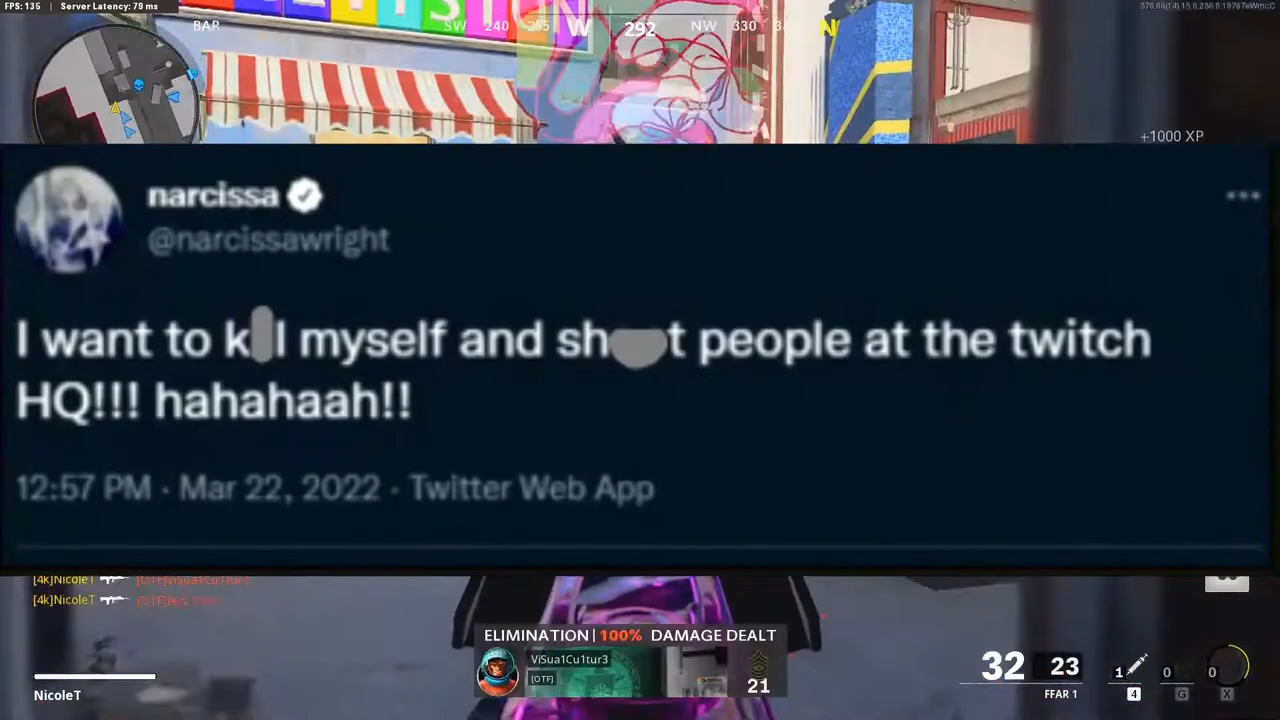 FPS: 135 | Server Latency: 79 ms
BAR
SW 240 255 W 292 NW 330 N
+1000 XP
narcissa
@narcissawright
I want to k l myself and sh t people at the twitch
HQ!!! hahahaah!!
12:57 PM · Mar 22, 2022 · Twitter Web App
[4k]NicoleT
[4k]NicoleT
ELIMINATION | 100% DAMAGE DEALT
ViSua1Cu1tur3
[OTF]
21
NicoleT
32 23
FFAR 1
1 0 0
4 G X